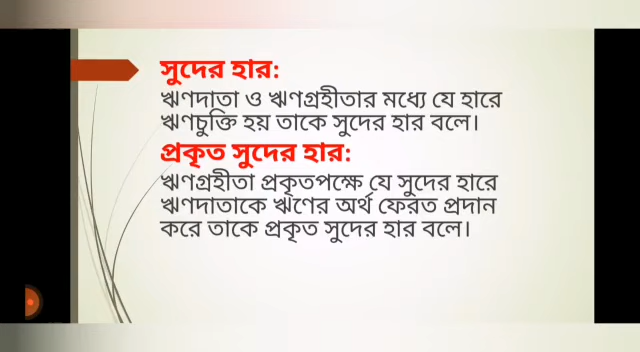 সুদের হার:
ঋণদাতা ও ঋণগ্রহীতার মধ্যে যে হারে
ঋণচুক্তি হয় তাকে সুদের হার বলে।
প্রকৃত সুদের হার:
ঋণগ্রহীতা প্রকৃতপক্ষে যে সুদের হারে
ঋণদাতাকে ঋণের অর্থ ফেরত প্রদান
করে তাকে প্রকৃত সুদের হার বলে।